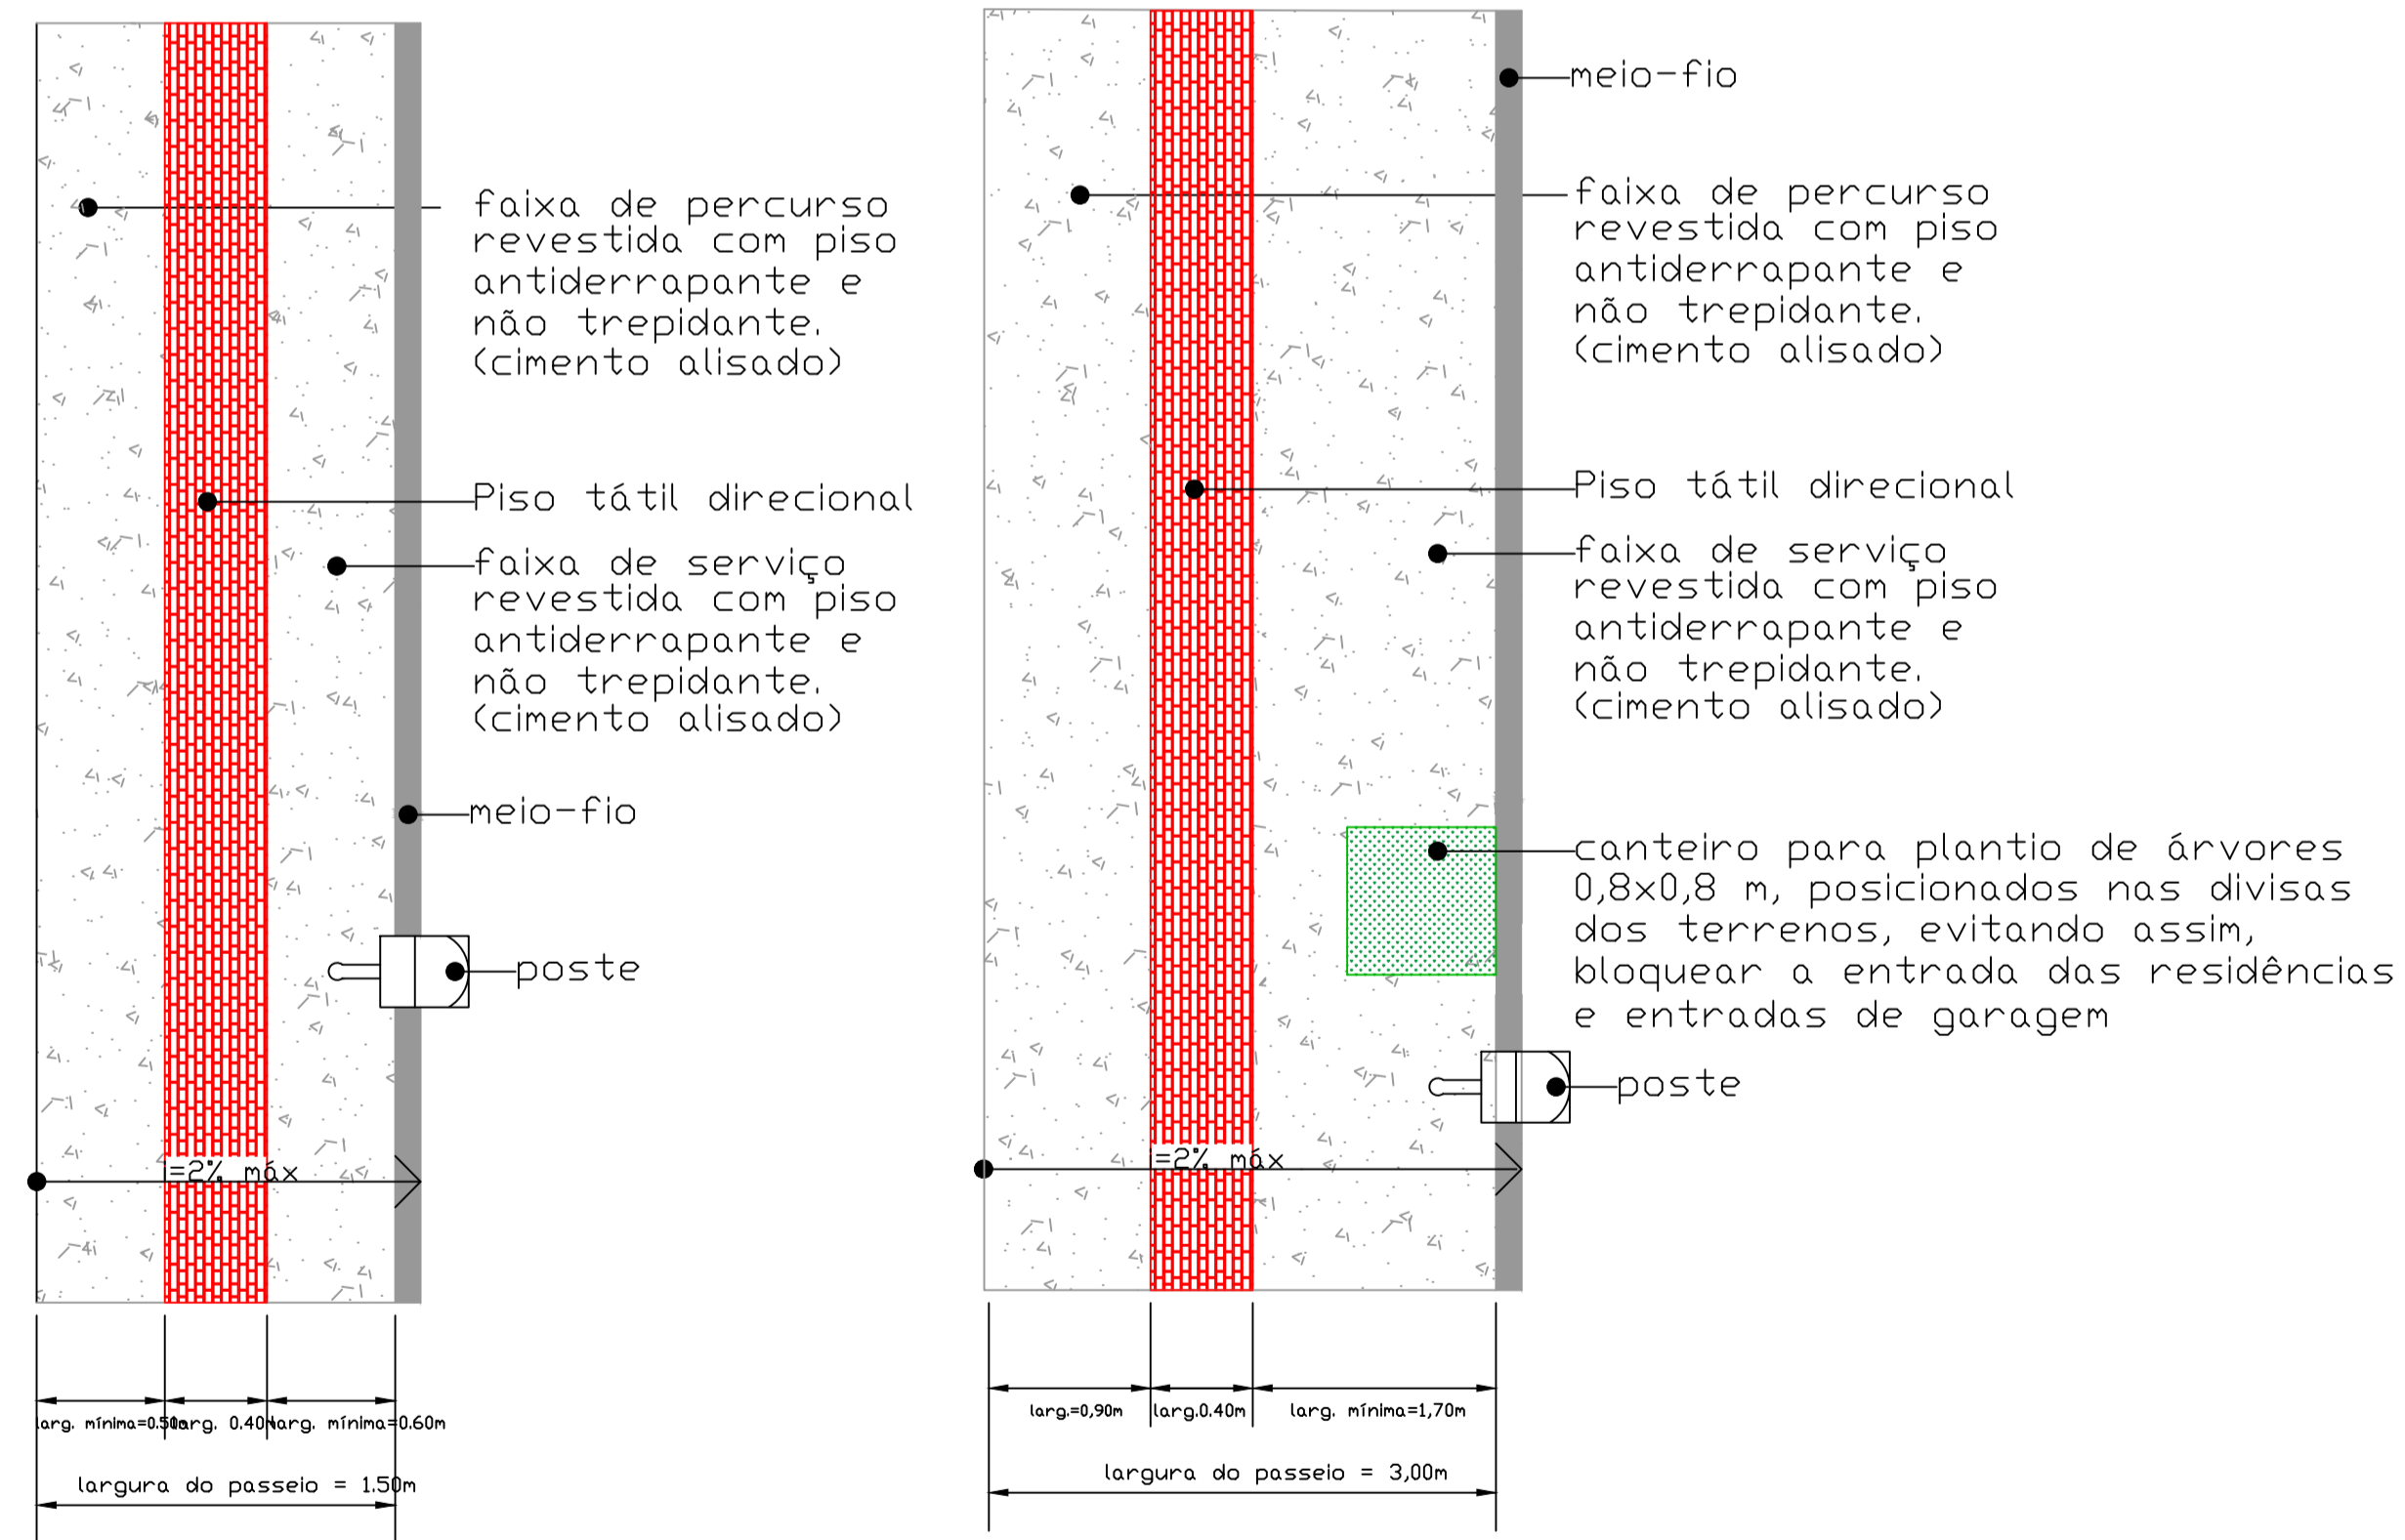 faixa de percurso
revestida com piso
antiderrapante e
não trepidante.
(cimento alisado)
Piso tátil direcional
faixa de serviço
revestida com piso
antiderrapante e
não trepidante.
(cimento alisado)
meio-fio
poste
i=2% máx
larg. mínima=0.50m
larg. 0.40m
larg. mínima=0.60m
largura do passeio = 1.50m
meio-fio
faixa de percurso
revestida com piso
antiderrapante e
não trepidante.
(cimento alisado)
Piso tátil direcional
faixa de serviço
revestida com piso
antiderrapante e
não trepidante.
(cimento alisado)
canteiro para plantio de árvores
0,8x0,8 m, posicionados nas divisas
dos terrenos, evitando assim,
bloquear a entrada das residências
e entradas de garagem
poste
i=2% máx
larg.=0,90m
larg.0.40m
larg. mínima=1,70m
largura do passeio = 3,00m